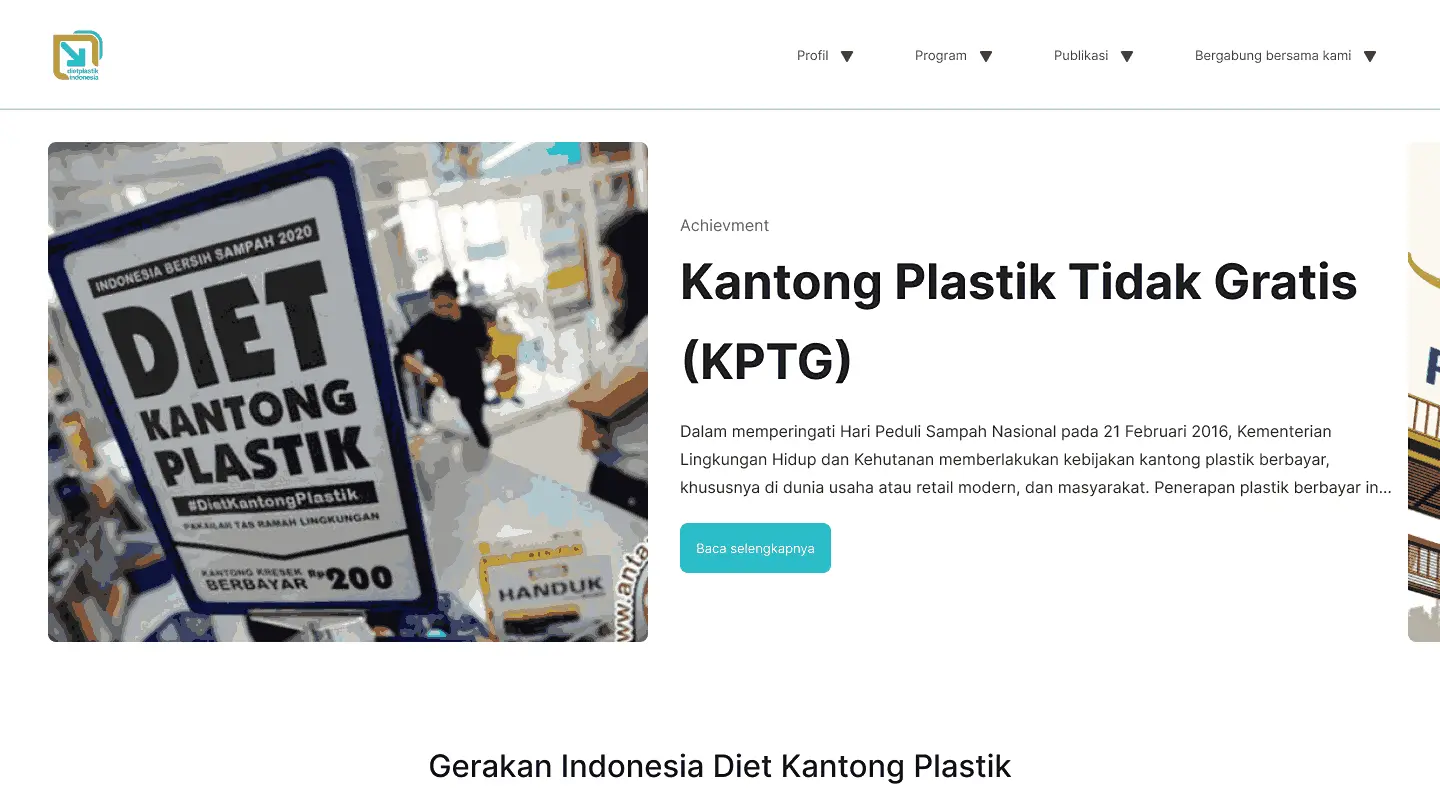 dietplastik
indonesia
Profil
Program
Publikasi
Bergabung bersama kami
INDONESIA BERSIH SAMPAH 2020
DIET
KANTONG
PLASTIK
#DietKantongPlastik
PAKAILAH TAS RAMAH LINGKUNGAN
KANTONG KRESEK
BERBAYAR Rp200
HANDUK
www.anta
Achievment
Kantong Plastik Tidak Gratis
(KPTG)
Dalam memperingati Hari Peduli Sampah Nasional pada 21 Februari 2016, Kementerian
Lingkungan Hidup dan Kehutanan memberlakukan kebijakan kantong plastik berbayar,
khususnya di dunia usaha atau retail modern, dan masyarakat. Penerapan plastik berbayar in...
Baca selengkapnya
Gerakan Indonesia Diet Kantong Plastik